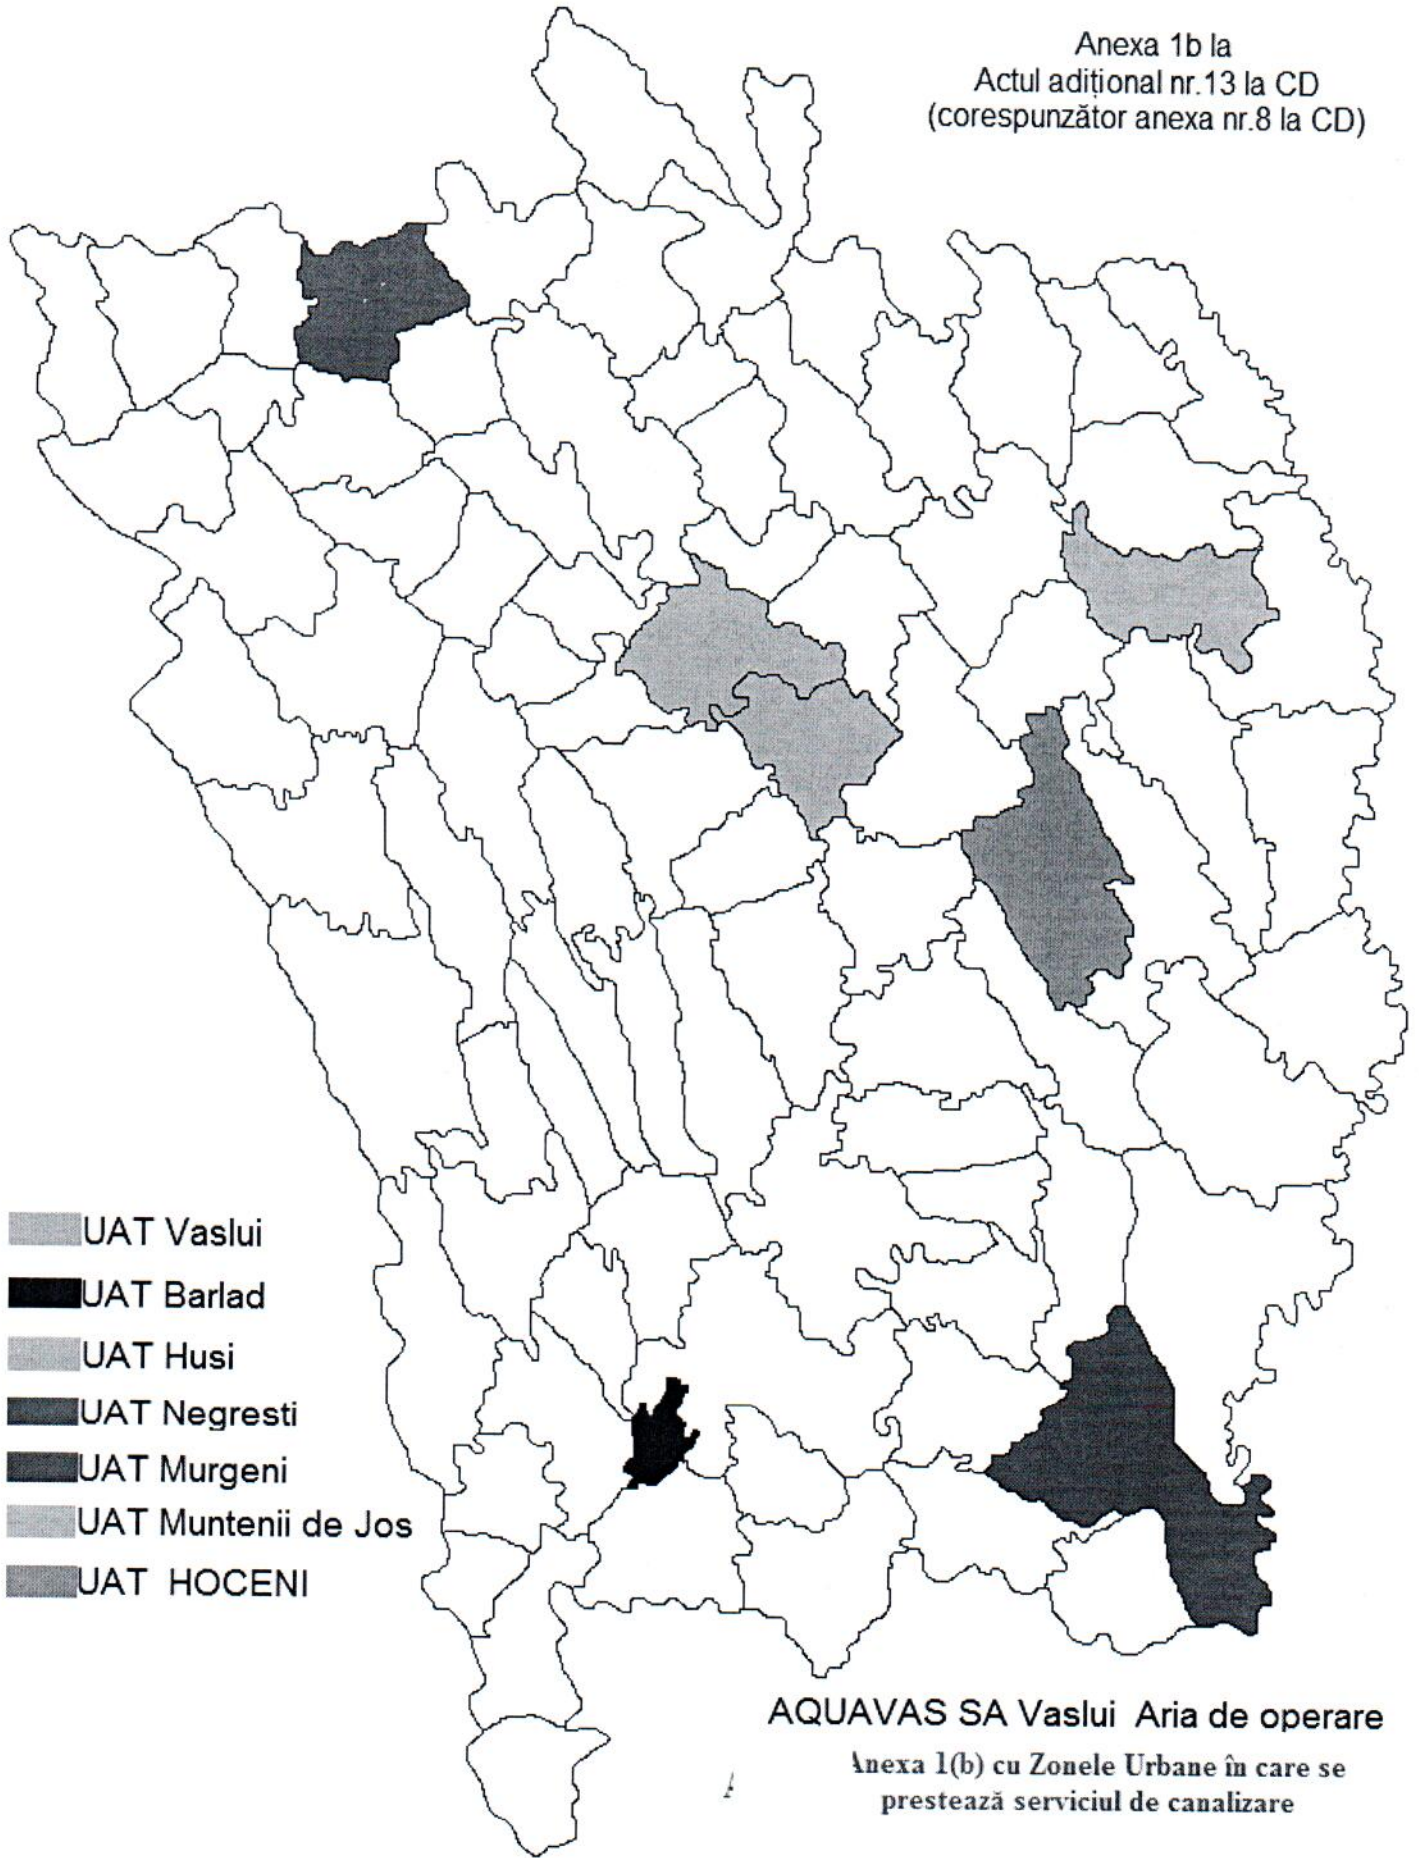 Anexa 1b la
Actul adițional nr.13 la CD
(corespunzător anexa nr.8 la CD)
UAT Vaslui
UAT Barlad
UAT Husi
UAT Negresti
UAT Murgeni
UAT Muntenii de Jos
UAT HOCENI
AQUAVAS SA Vaslui Aria de operare
Anexa 1(b) cu Zonele Urbane în care se
prestează serviciul de canalizare